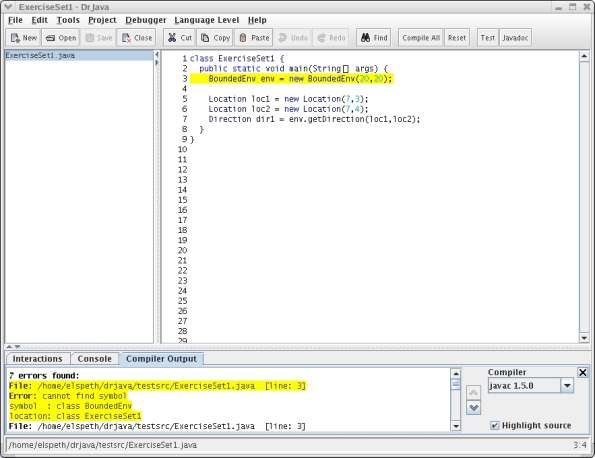 ExerciseSet1 - DrJava
File Edit Tools Project Debugger Language Level Help
New Open Save Close Cut Copy Paste Undo Redo Find Compile All Reset Test Javadoc
ExerciseSet1.java
1 class ExerciseSet1 {
2 public static void main(String[] args) {
3 BoundedEnv env = new BoundedEnv(20,20);
4
5 Location loc1 = new Location(7,3);
6 Location loc2 = new Location(7,4);
7 Direction dir1 = env.getDirection(loc1,loc2);
8 }
9 }
10
11
12
13
14
15
16
17
18
19
20
21
22
23
24
25
26
27
28
29
Interactions Console Compiler Output
7 errors found:
File: /home/elspeth/drjava/testsrc/ExerciseSet1.java [line: 3]
Error: cannot find symbol
symbol : class BoundedEnv
location: class ExerciseSet1
File: /home/elspeth/drjava/testsrc/ExerciseSet1.java [line: 3]
Compiler
javac 1.5.0
Highlight source
/home/elspeth/drjava/testsrc/ExerciseSet1.java 3:4